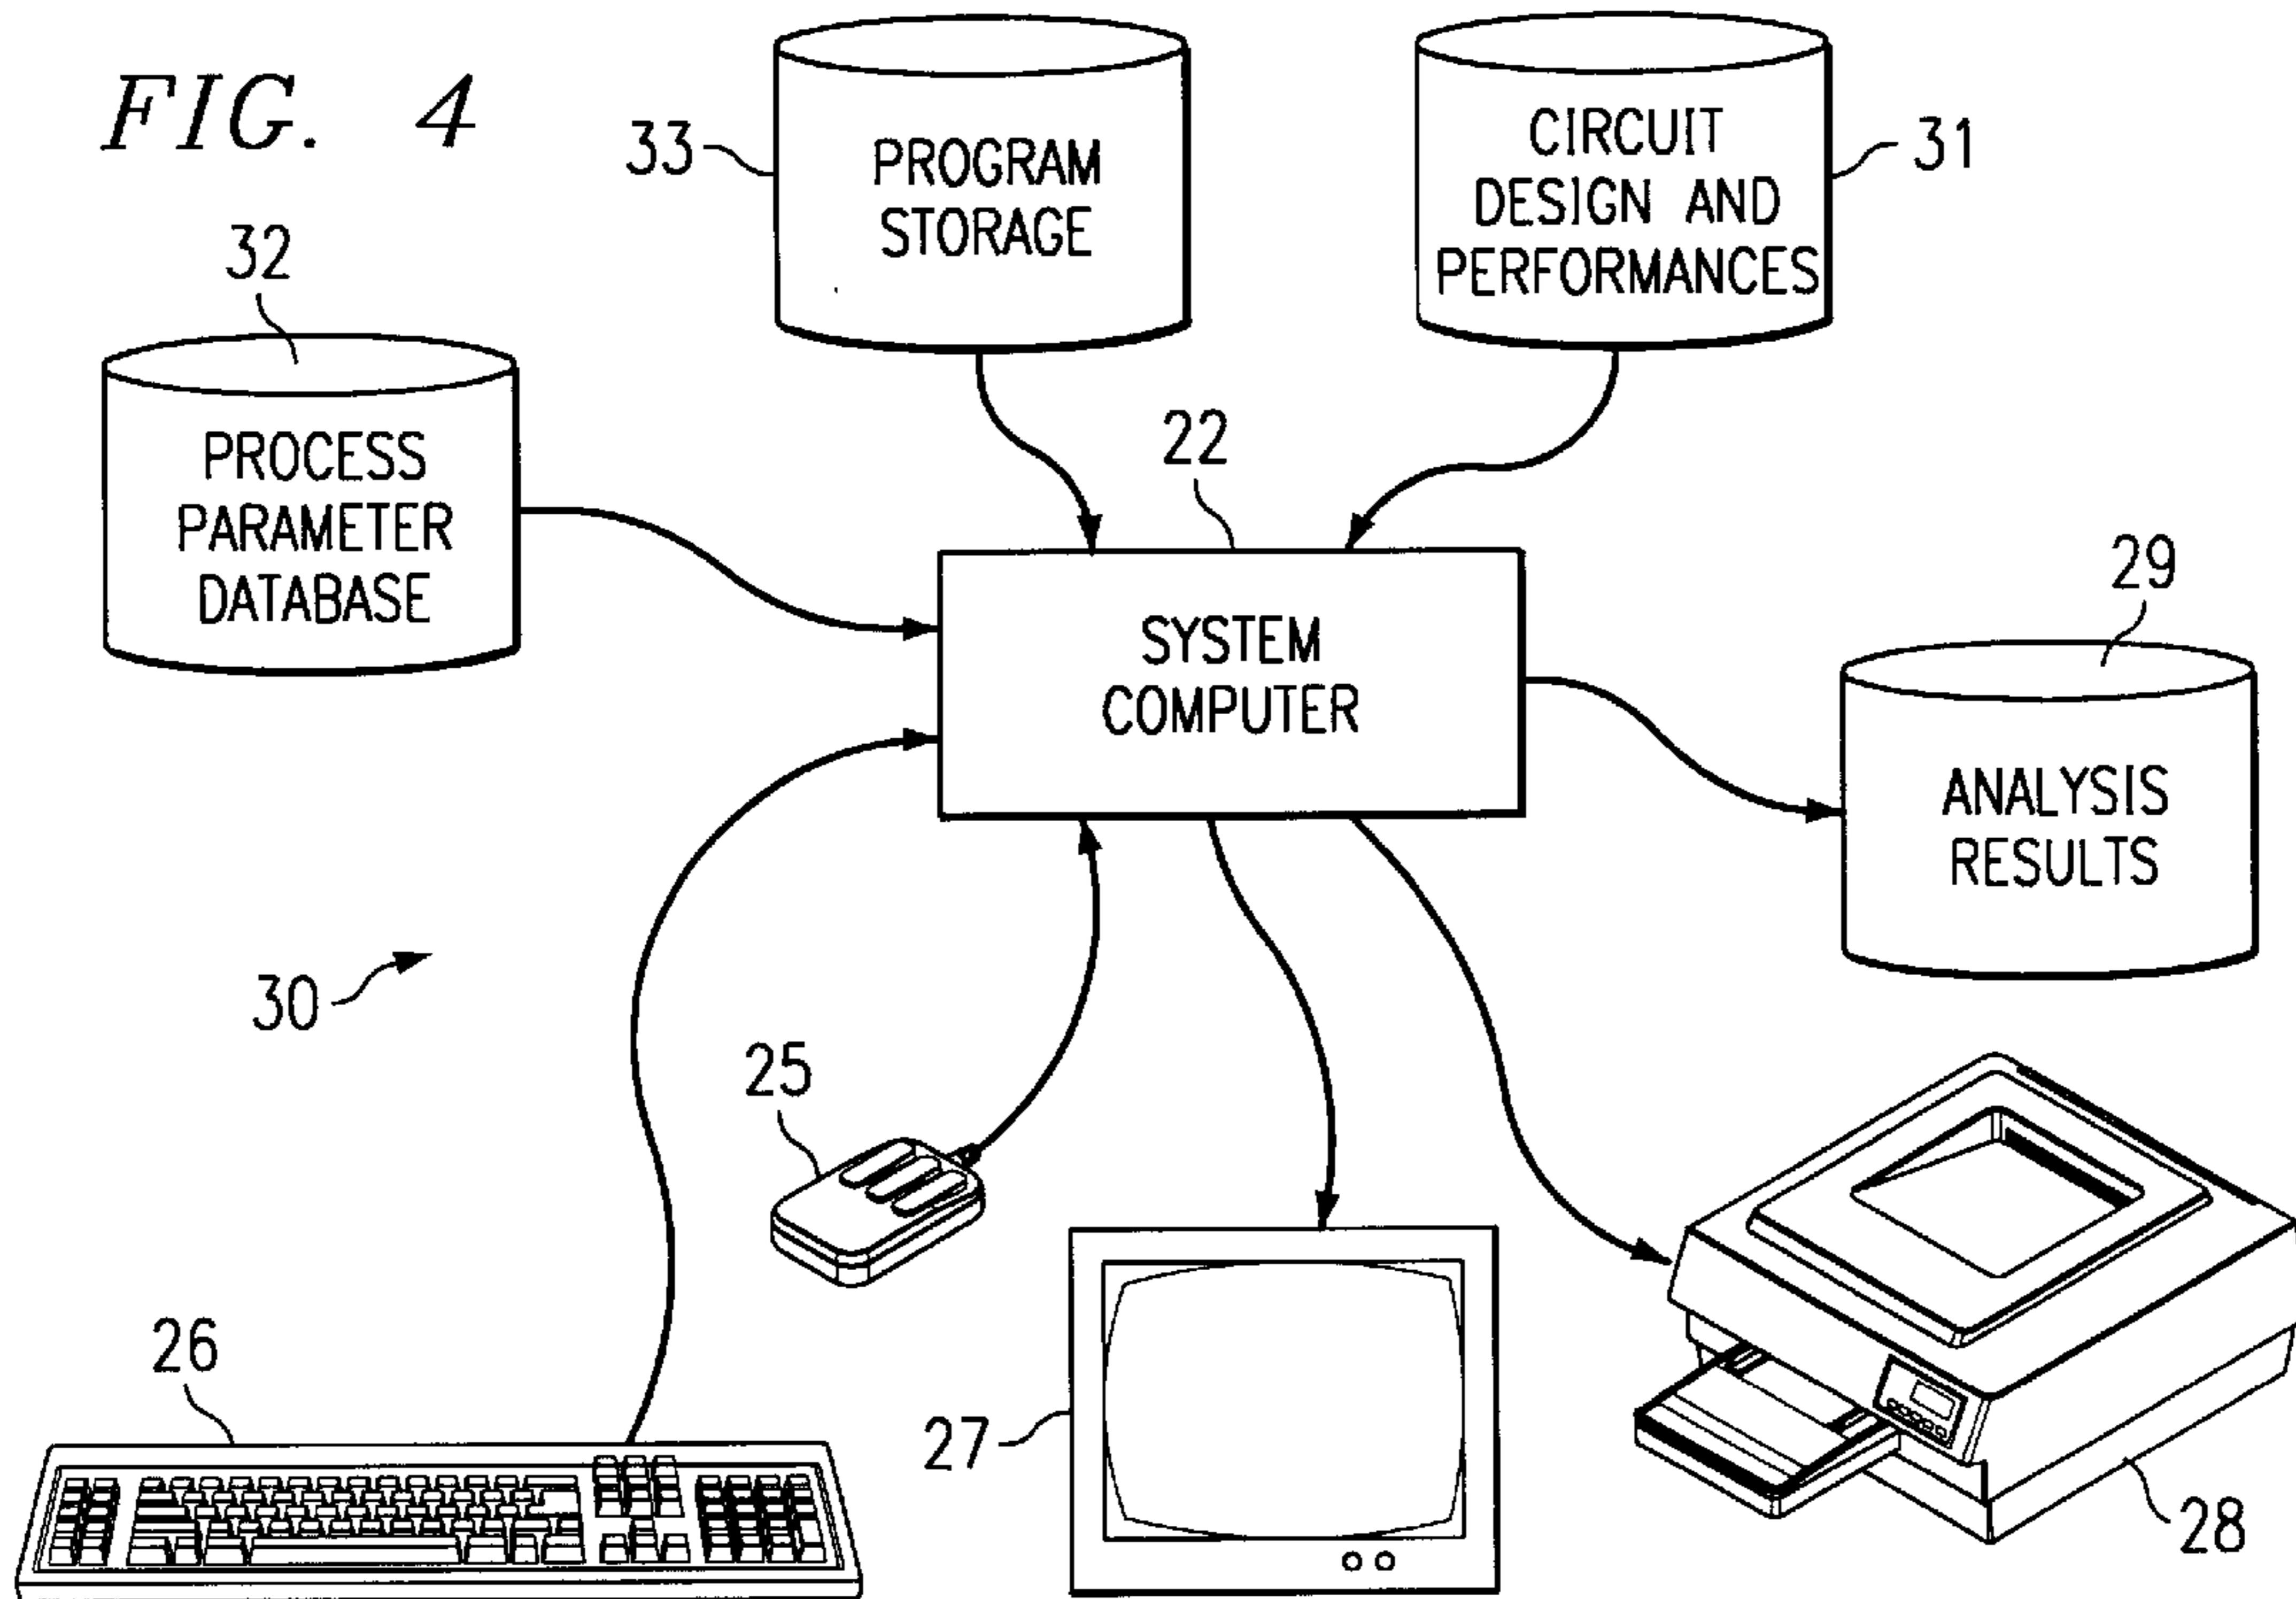 FIG. 4
33
PROGRAM
STORAGE
CIRCUIT
DESIGN AND
PERFORMANCES
31
32
PROCESS
PARAMETER
DATABASE
22
SYSTEM
COMPUTER
29
ANALYSIS
RESULTS
30
25
26
27
28